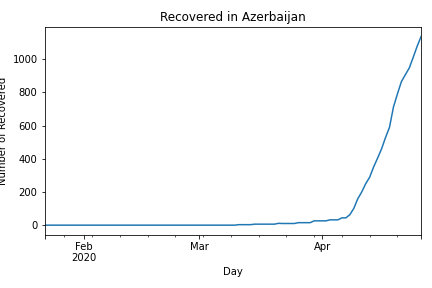 Recovered in Azerbaijan
Number of Recovered
1000
800
600
400
200
0
Feb
2020
Mar
Apr
Day